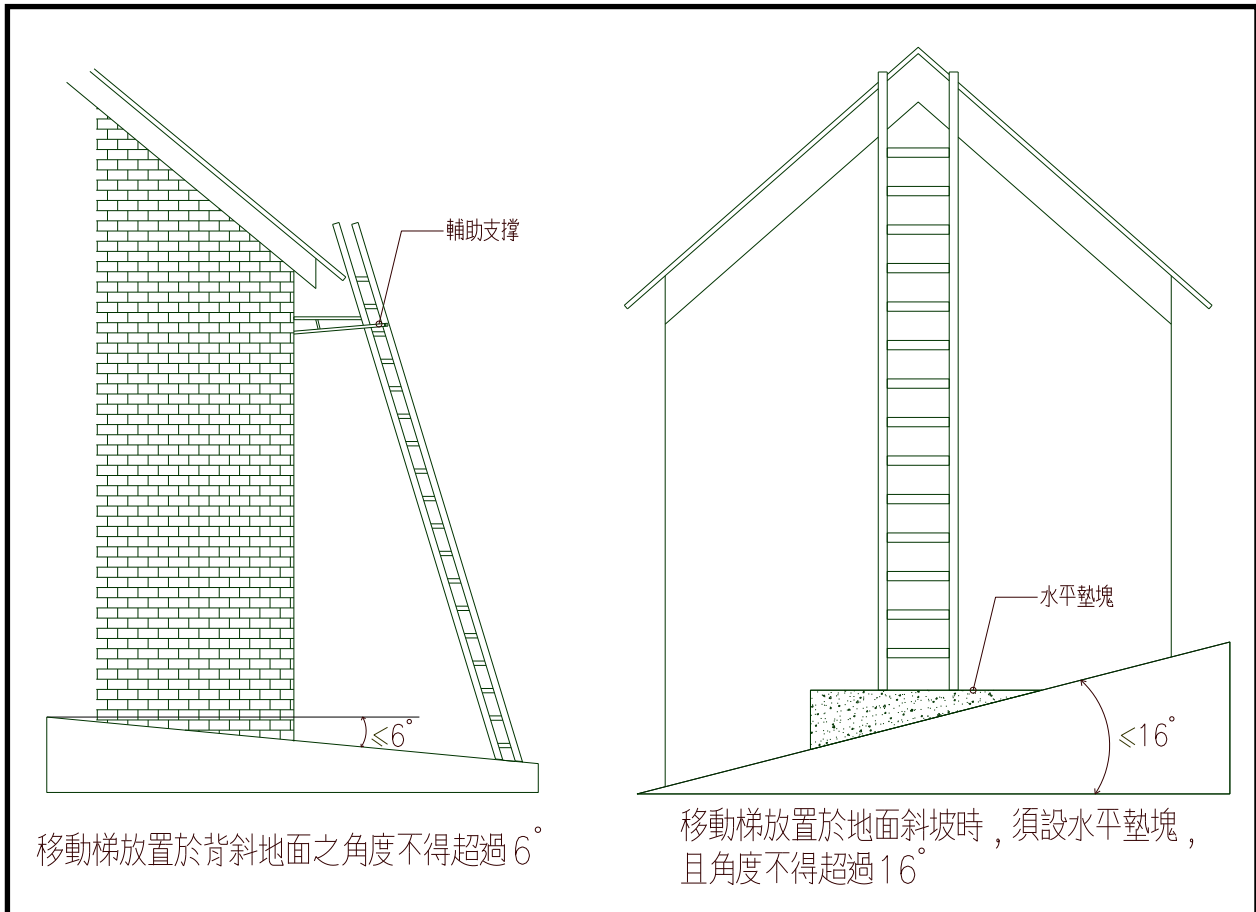 輔助支撐
≤6°
移動梯放置於背斜地面之角度不得超過6°
水平墊塊
≤16°
移動梯放置於地面斜坡時，須設水平墊塊，
且角度不得超過16°